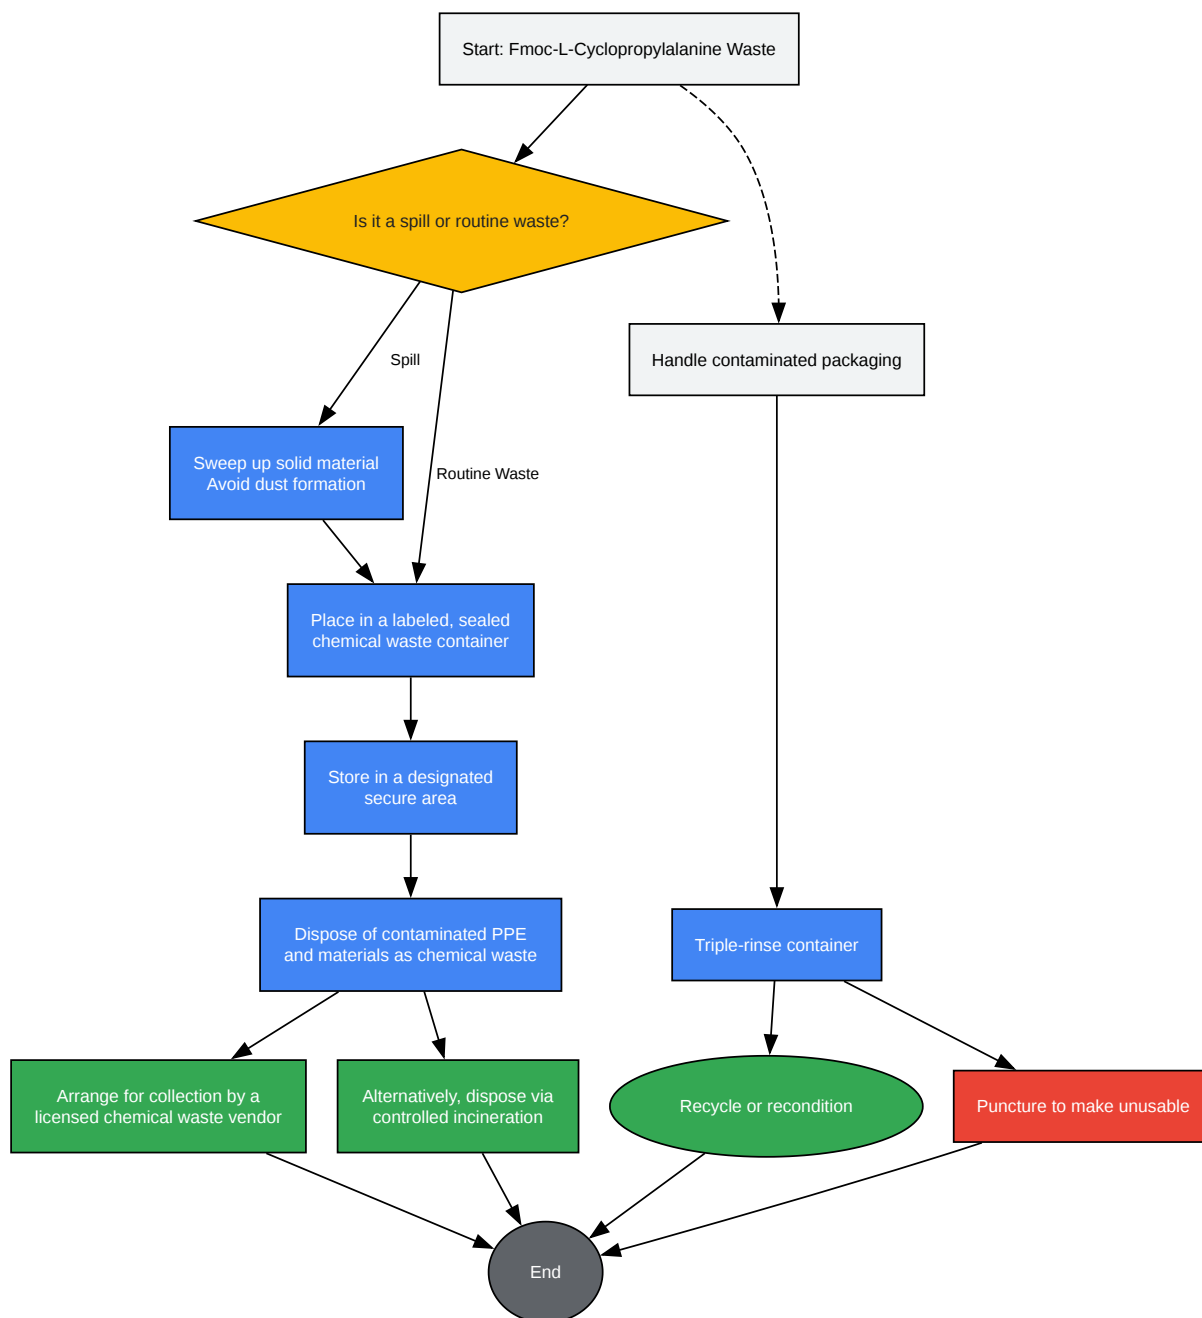 Start: Fmoc-L-Cyclopropylalanine Waste
Is it a spill or routine waste?
Spill
Handle contaminated packaging
Sweep up solid material
Avoid dust formation
Routine Waste
Place in a labeled, sealed
chemical waste container
Store in a designated
secure area
Dispose of contaminated PPE
and materials as chemical waste
Triple-rinse container
Arrange for collection by a
licensed chemical waste vendor
Alternatively, dispose via
controlled incineration
Recycle or recondition
Puncture to make unusable
End